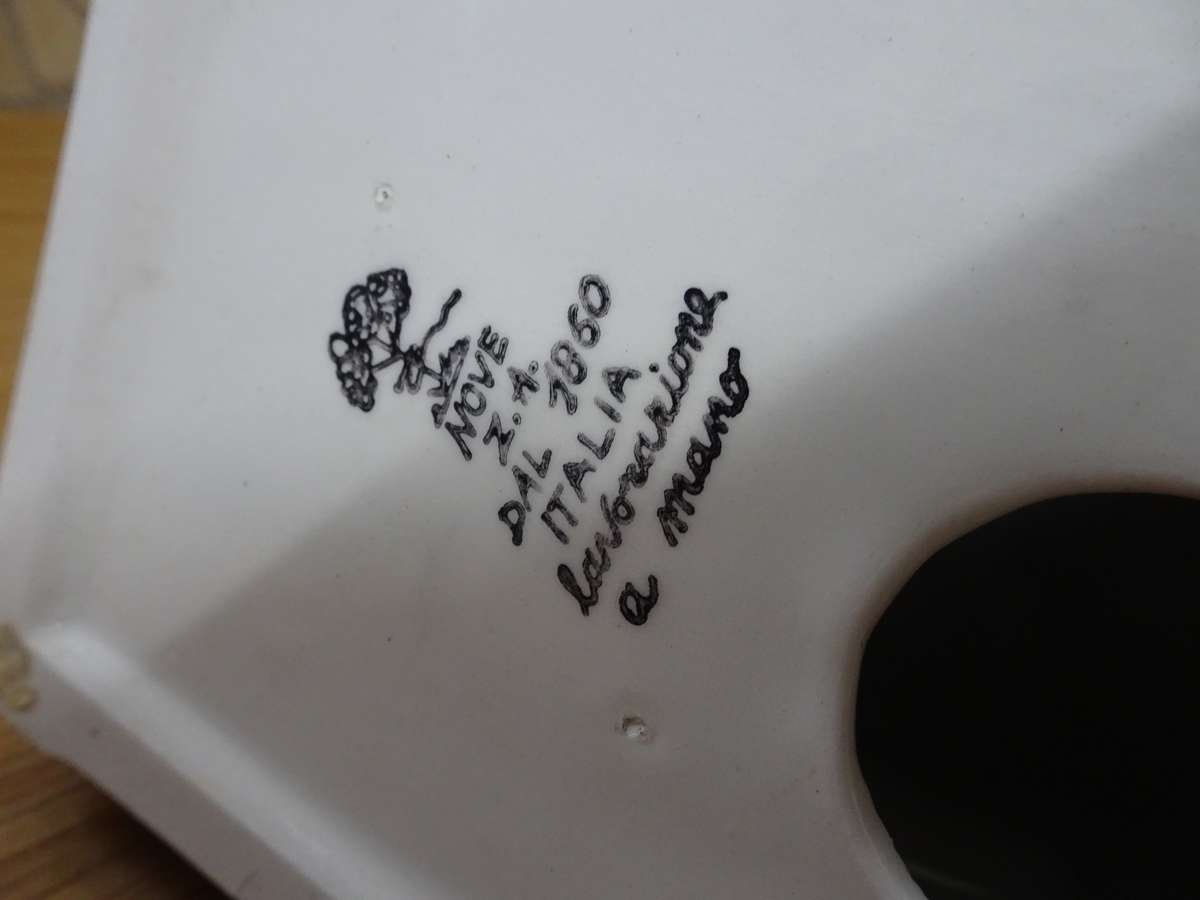 NOVE
Z.A.
DAL 1860
ITALIA
lavorazione
a mano